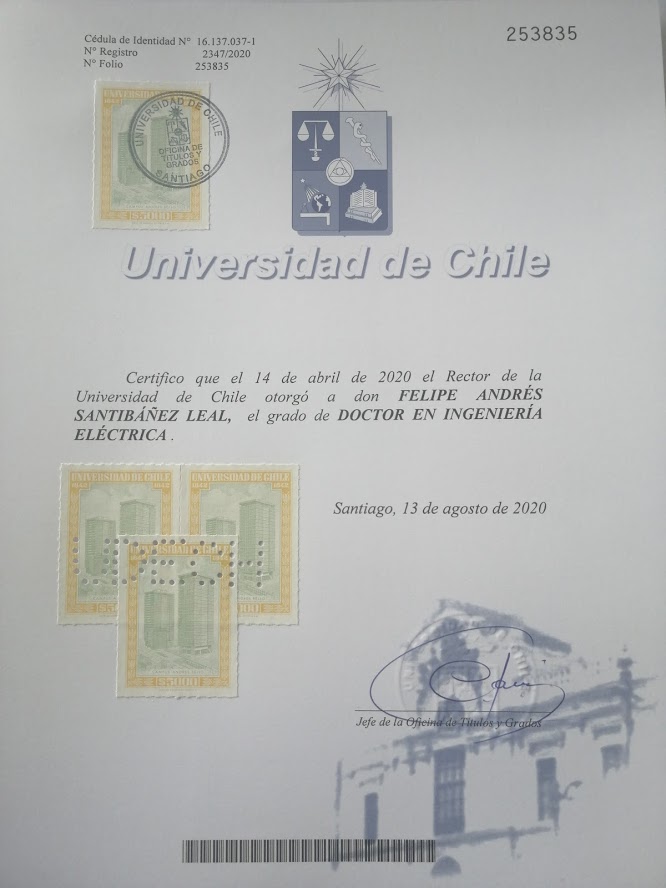 253835
Cédula de Identidad N° 16.137.037-1
N° Registro 2347/2020
N° Folio 253835
UNIVERSIDAD DE CHILE
UNIVERSIDAD DE CHILE
OFICINA DE
TITULOS Y
GRADOS
SANTIAGO
$5000
Universidad de Chile
Certifico que el 14 de abril de 2020 el Rector de la
Universidad de Chile otorgó a don FELIPE ANDRÉS
SANTIBÁÑEZ LEAL, el grado de DOCTOR EN INGENIERÍA
ELÉCTRICA .
UNIVERSIDAD DE CHILE
UNIVERSIDAD DE CHILE
1842
1942
1842
1942
Santiago, 13 de agosto de 2020
UNIVERSIDAD DE CHILE
$5000
Jefe de la Oficina de Títulos y Grados